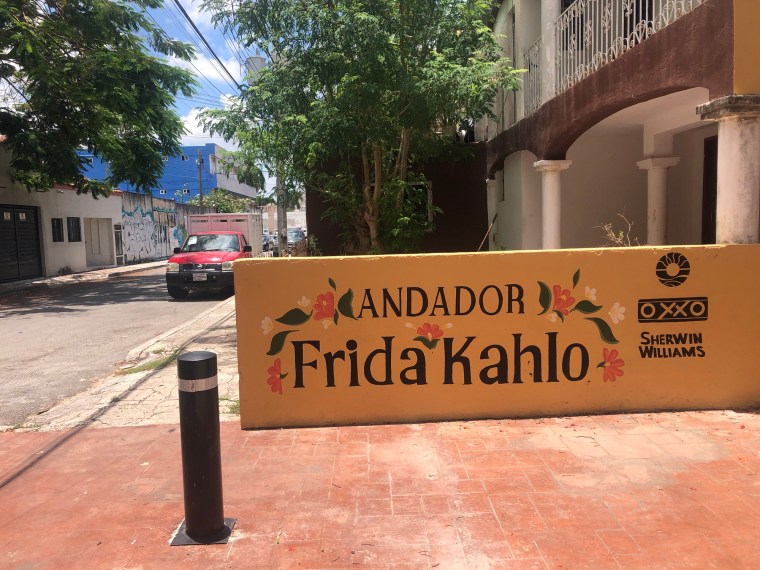 ANDADOR
Frida Kahlo
OXXO
SHERWIN
WILLIAMS